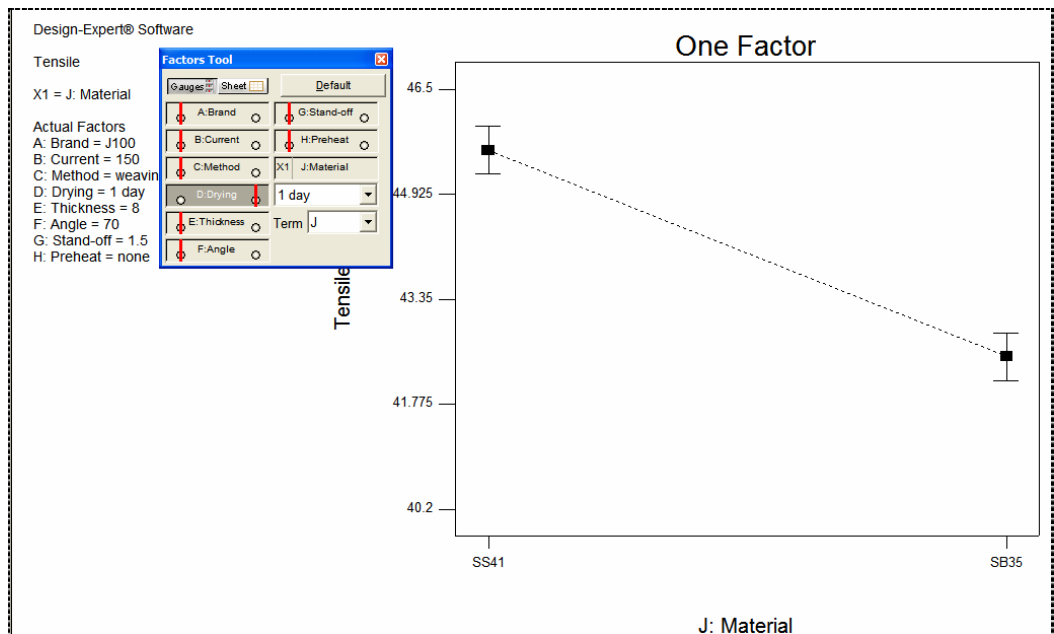 Design-Expert® Software
Tensile
X1 = J: Material
Actual Factors
A: Brand = J100
B: Current = 150
C: Method = weavin
D: Drying = 1 day
E: Thickness = 8
F: Angle = 70
G: Stand-off = 1.5
H: Preheat = none
Factors Tool
Gauges Sheet Default
A:Brand G:Stand-off
B:Current H:Preheat
C:Method X1 J:Material
D:Drying 1 day
E:Thickness Term J
F:Angle
One Factor
46.5
44.925
43.35
41.775
40.2
Tensile
SS41 SB35
J: Material